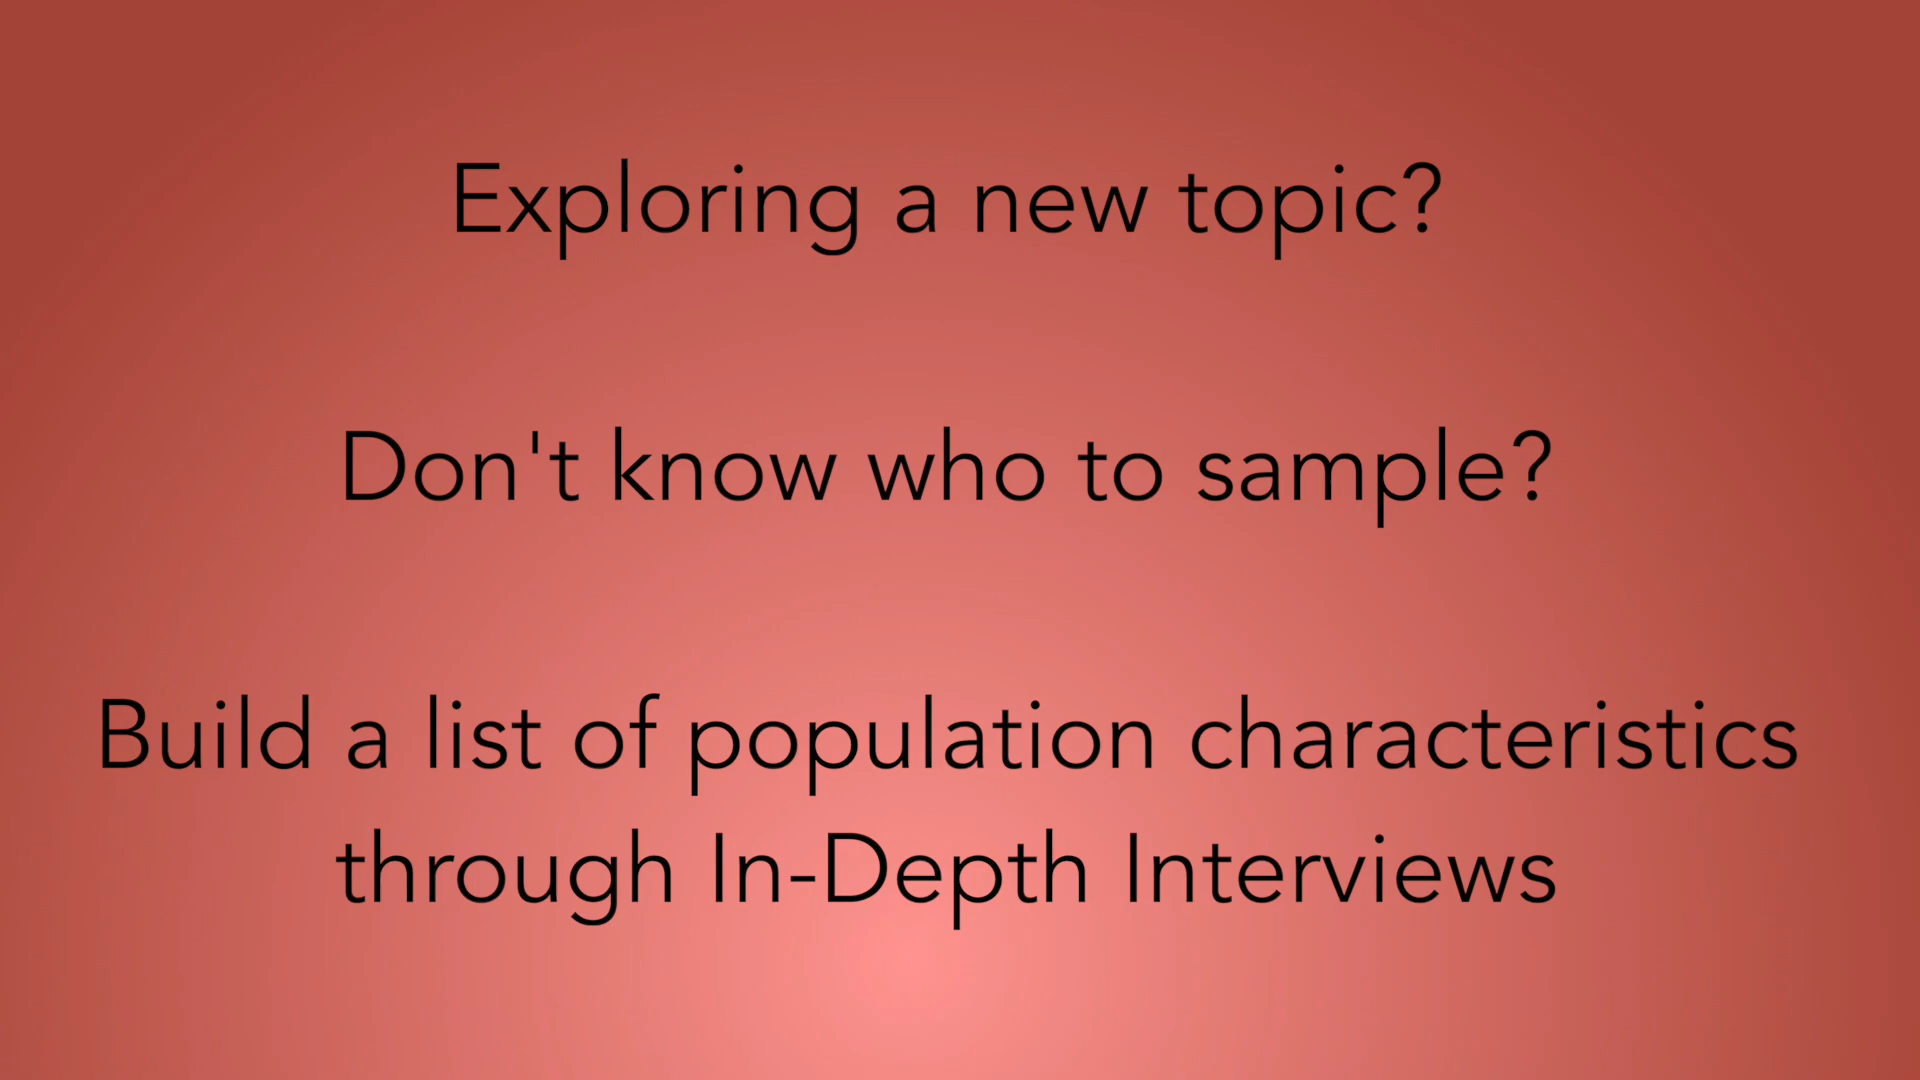 Exploring a new topic?
Don't know who to sample?
Build a list of population characteristics
through In-Depth Interviews